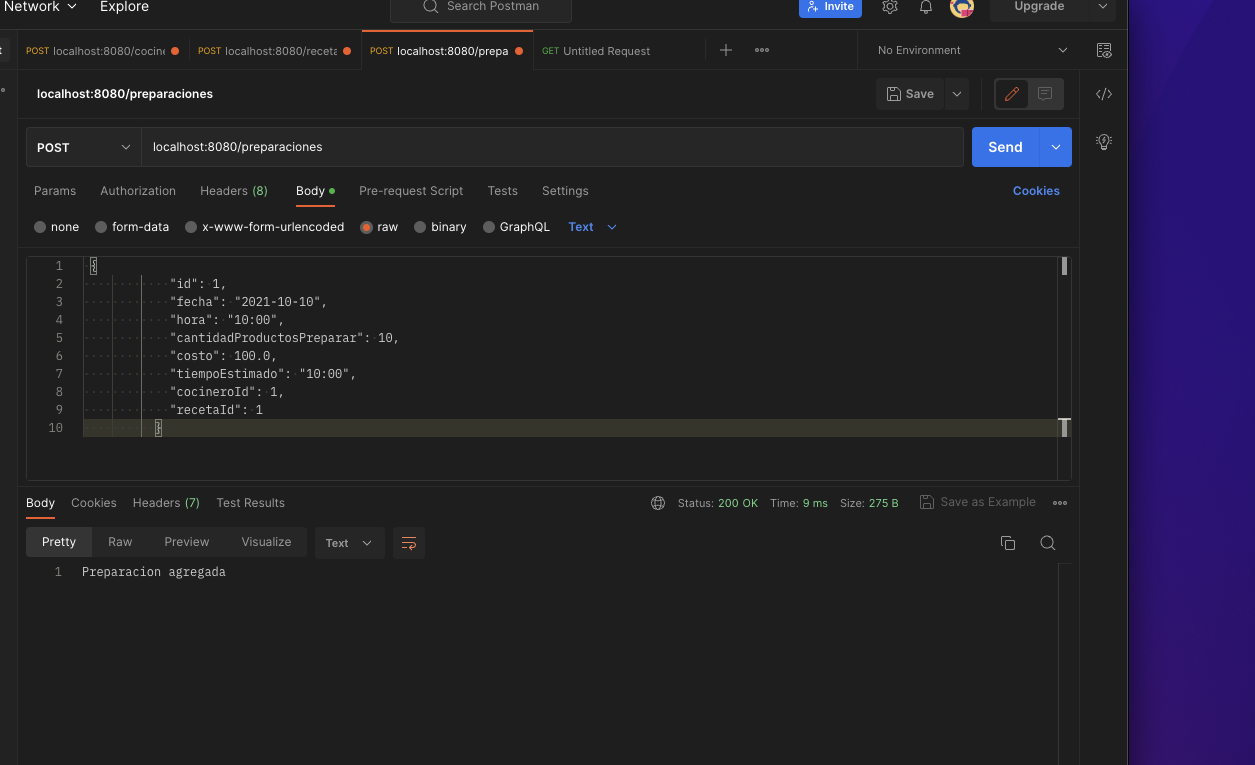 Network Explore Search Postman Invite Upgrade
POST localhost:8080/cocine POST localhost:8080/receta POST localhost:8080/prepa GET Untitled Request No Environment
localhost:8080/preparaciones Save
POST localhost:8080/preparaciones Send
Params Authorization Headers (8) Body Pre-request Script Tests Settings Cookies
none form-data x-www-form-urlencoded raw binary GraphQL Text
1 {
2 "id": 1,
3 "fecha": "2021-10-10",
4 "hora": "10:00",
5 "cantidadProductosPreparar": 10,
6 "costo": 100.0,
7 "tiempoEstimado": "10:00",
8 "cocineroId": 1,
9 "recetaId": 1
10 }
Body Cookies Headers (7) Test Results Status: 200 OK Time: 9 ms Size: 275 B Save as Example
Pretty Raw Preview Visualize Text
1 Preparacion agregada